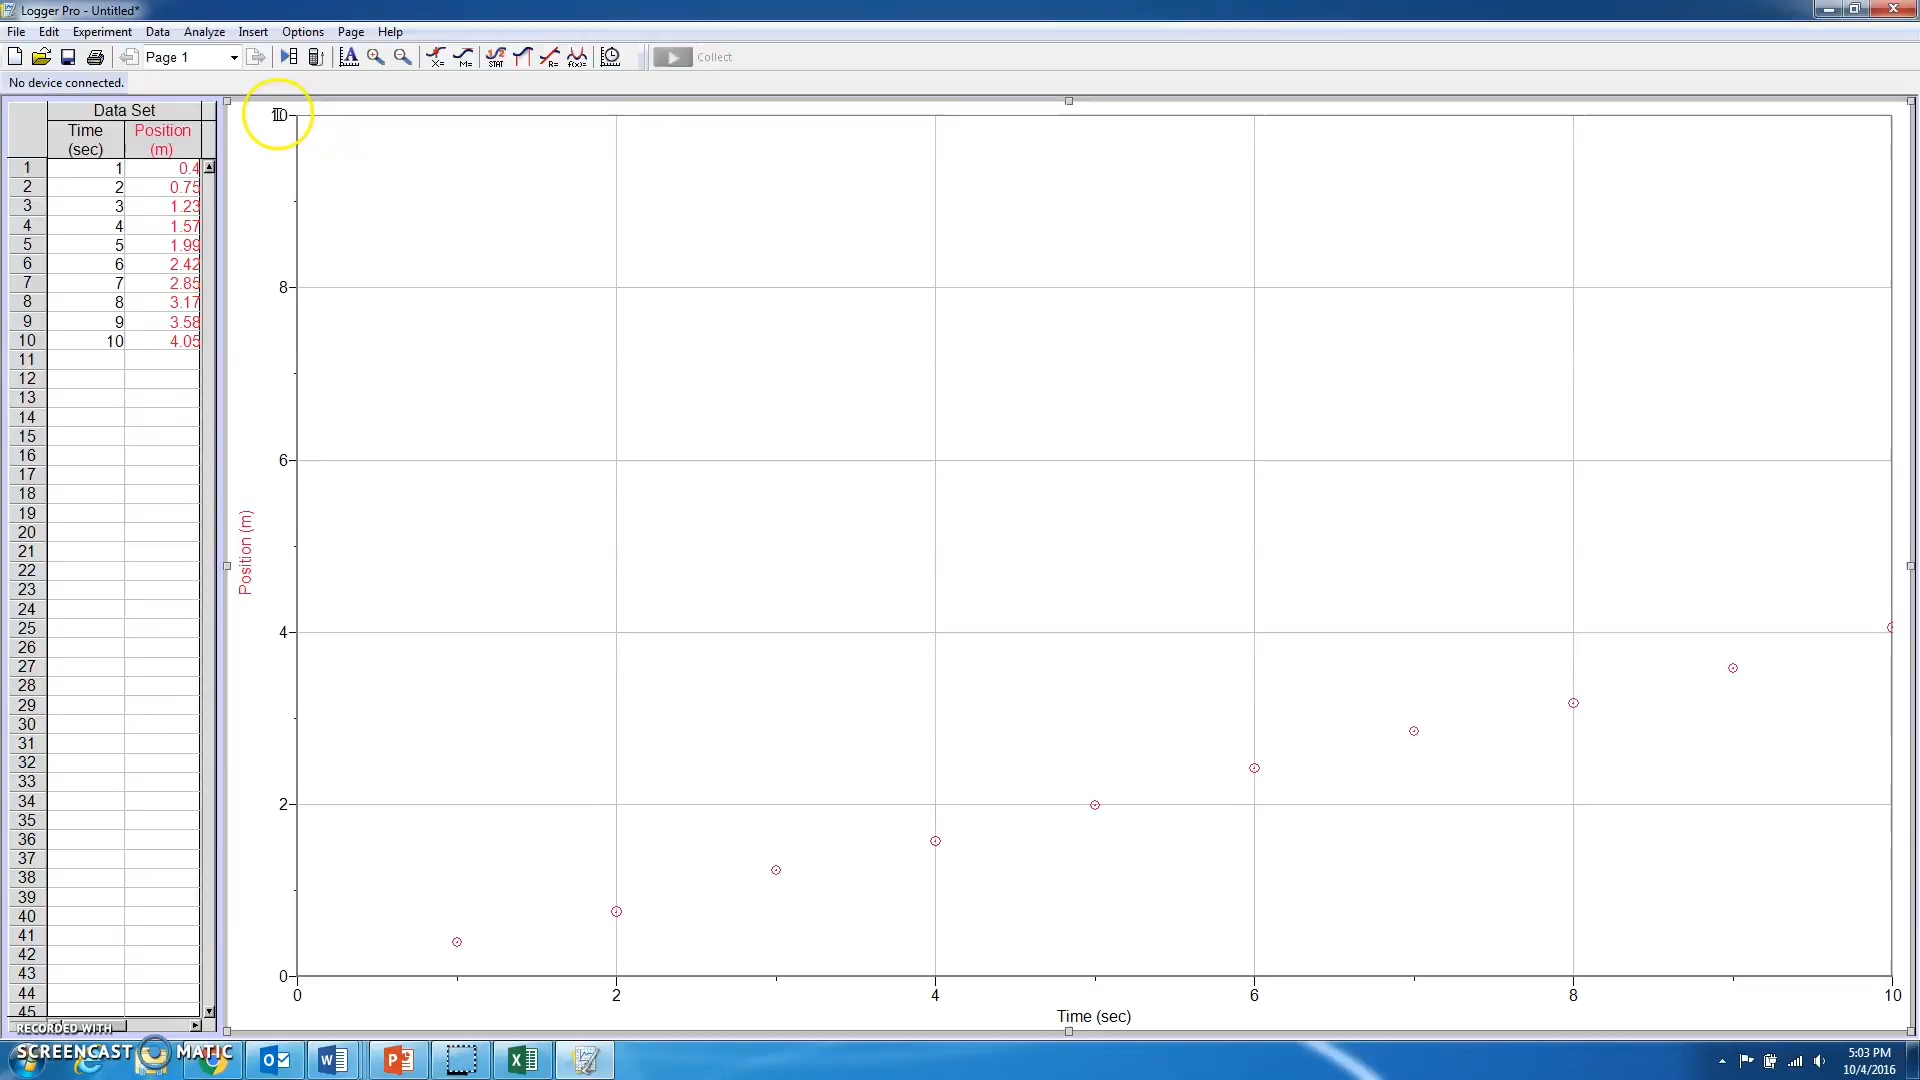 Logger Pro - Untitled*
File Edit Experiment Data Analyze Insert Options Page Help
Page 1 Collect
No device connected.
Data Set
Time Position
(sec) (m)
1 1 0.4
2 2 0.75
3 3 1.23
4 4 1.57
5 5 1.99
6 6 2.42
7 7 2.85
8 8 3.17
9 9 3.58
10 10 4.05
11
12
13
14
15
16
17
18
19
20
21
22
23
24
25
26
27
28
29
30
31
32
33
34
35
36
37
38
39
40
41
42
43
44
45
10
8
6
4
2
0
Position (m)
0 2 4 6 8 10
Time (sec)
RECORDED WITH
SCREENCAST MATIC
5:03 PM
10/4/2016